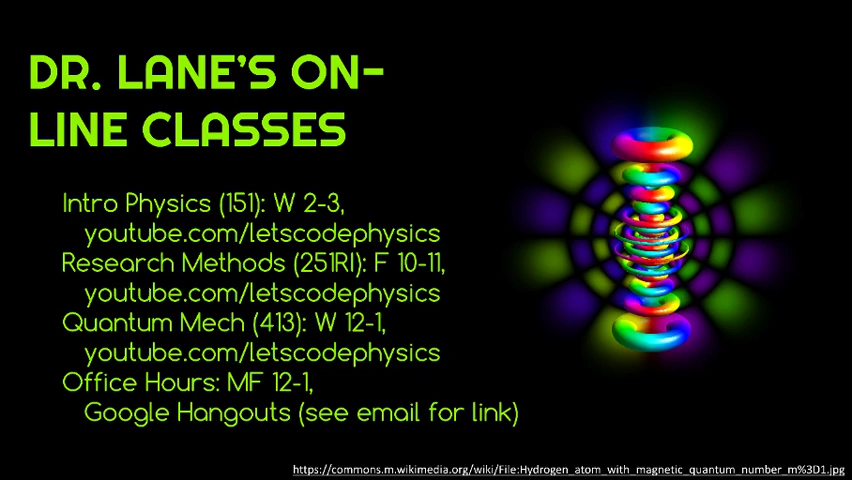 DR. LANE'S ON-
LINE CLASSES
Intro Physics (151): W 2-3,
youtube.com/letscodephysics
Research Methods (251RI): F 10-11,
youtube.com/letscodephysics
Quantum Mech (413): W 12-1,
youtube.com/letscodephysics
Office Hours: MF 12-1,
Google Hangouts (see email for link)
https://commons.m.wikimedia.org/wiki/File:Hydrogen_atom_with_magnetic_quantum_number_m%3D1.jpg